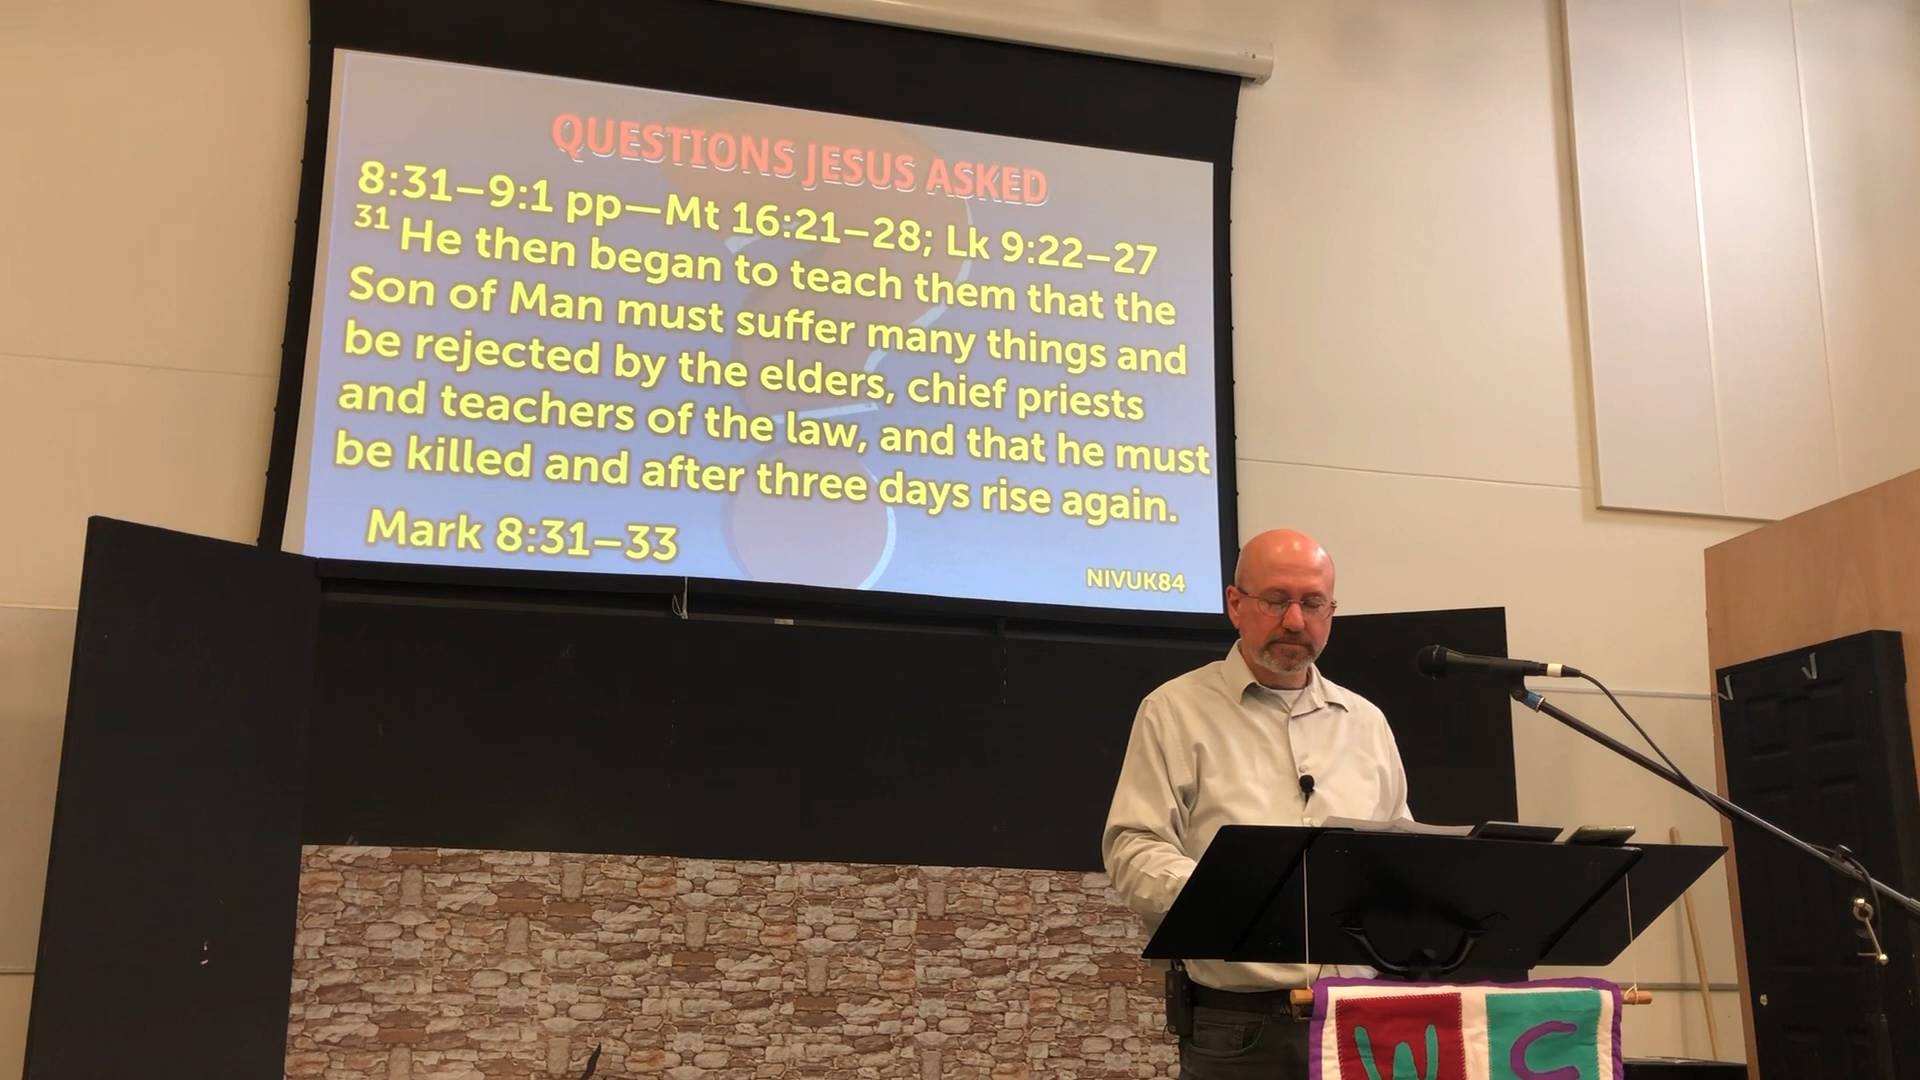 QUESTIONS JESUS ASKED
8:31–9:1 pp—Mt 16:21–28; Lk 9:22–27
31 He then began to teach them that the
Son of Man must suffer many things and
be rejected by the elders, chief priests
and teachers of the law, and that he must
be killed and after three days rise again.
Mark 8:31–33
NIVUK84
W C